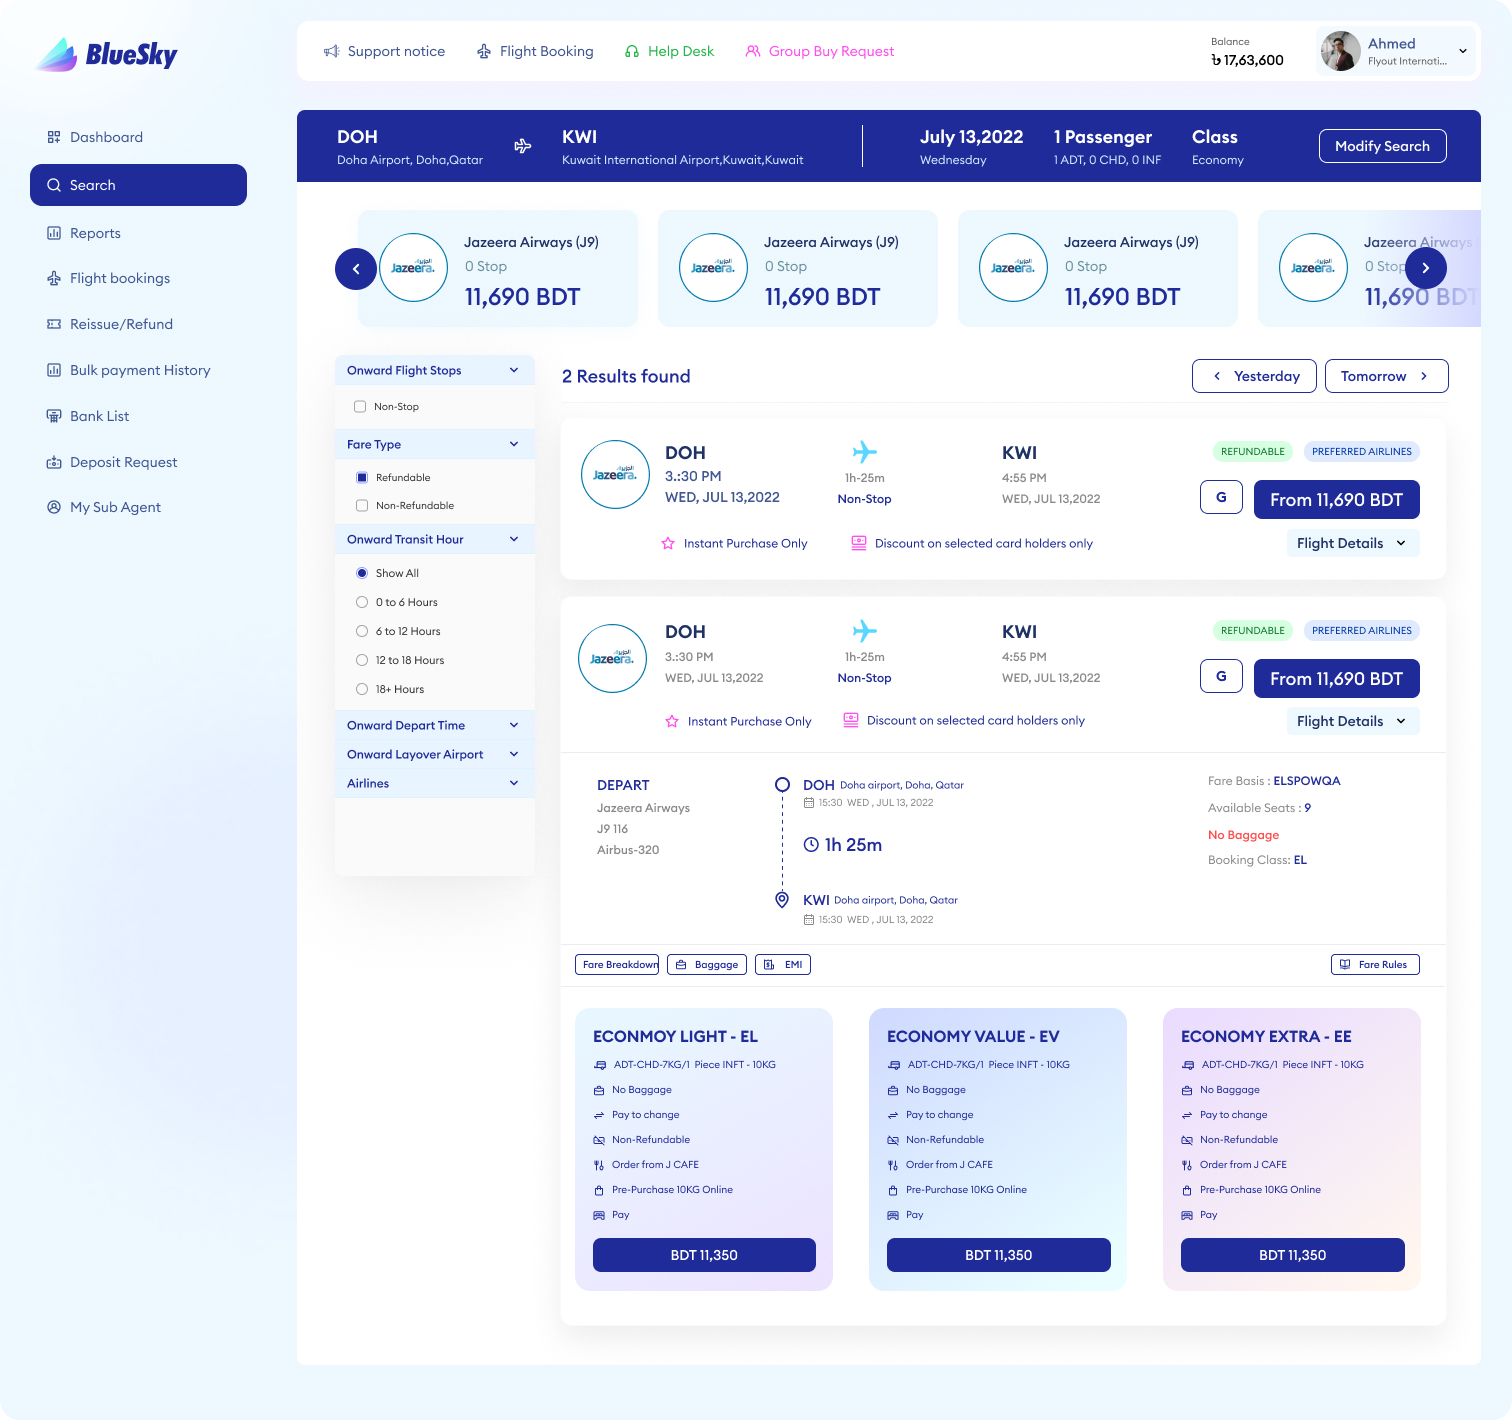 BlueSky
Support notice
Flight Booking
Help Desk
Group Buy Request
Balance
৳ 17,63,600
Ahmed
Flyout Internati...
Dashboard
Search
Reports
Flight bookings
Reissue/Refund
Bulk payment History
Bank List
Deposit Request
My Sub Agent
DOH
Doha Airport, Doha,Qatar
KWI
Kuwait International Airport,Kuwait,Kuwait
July 13,2022
Wednesday
1 Passenger
1 ADT, 0 CHD, 0 INF
Class
Economy
Modify Search
الجزيرة
Jazeera.
Jazeera Airways (J9)
0 Stop
11,690 BDT
الجزيرة
Jazeera.
Jazeera Airways (J9)
0 Stop
11,690 BDT
الجزيرة
Jazeera.
Jazeera Airways (J9)
0 Stop
11,690 BDT
الجزيرة
Jazeera.
Jazeera Airways
0 Stop
11,690 BDT
Onward Flight Stops
Non-Stop
Fare Type
Refundable
Non-Refundable
Onward Transit Hour
Show All
0 to 6 Hours
6 to 12 Hours
12 to 18 Hours
18+ Hours
Onward Depart Time
Onward Layover Airport
Airlines
2 Results found
Yesterday
Tomorrow
الجزيرة
Jazeera.
DOH
3.:30 PM
WED, JUL 13,2022
1h-25m
Non-Stop
KWI
4:55 PM
WED, JUL 13,2022
REFUNDABLE
PREFERRED AIRLINES
G
From 11,690 BDT
Instant Purchase Only
Discount on selected card holders only
Flight Details
الجزيرة
Jazeera.
DOH
3.:30 PM
WED, JUL 13,2022
1h-25m
Non-Stop
KWI
4:55 PM
WED, JUL 13,2022
REFUNDABLE
PREFERRED AIRLINES
G
From 11,690 BDT
Instant Purchase Only
Discount on selected card holders only
Flight Details
DEPART
Jazeera Airways
J9 116
Airbus-320
DOH Doha airport, Doha, Qatar
15:30 WED , JUL 13, 2022
1h 25m
KWI Doha airport, Doha, Qatar
15:30 WED , JUL 13, 2022
Fare Basis : ELSPOWQA
Available Seats : 9
No Baggage
Booking Class: EL
Fare Breakdown
Baggage
EMI
Fare Rules
ECONMOY LIGHT - EL
ADT-CHD-7KG/1 Piece INFT - 10KG
No Baggage
Pay to change
Non-Refundable
Order from J CAFE
Pre-Purchase 10KG Online
Pay
BDT 11,350
ECONOMY VALUE - EV
ADT-CHD-7KG/1 Piece INFT - 10KG
No Baggage
Pay to change
Non-Refundable
Order from J CAFE
Pre-Purchase 10KG Online
Pay
BDT 11,350
ECONOMY EXTRA - EE
ADT-CHD-7KG/1 Piece INFT - 10KG
No Baggage
Pay to change
Non-Refundable
Order from J CAFE
Pre-Purchase 10KG Online
Pay
BDT 11,350